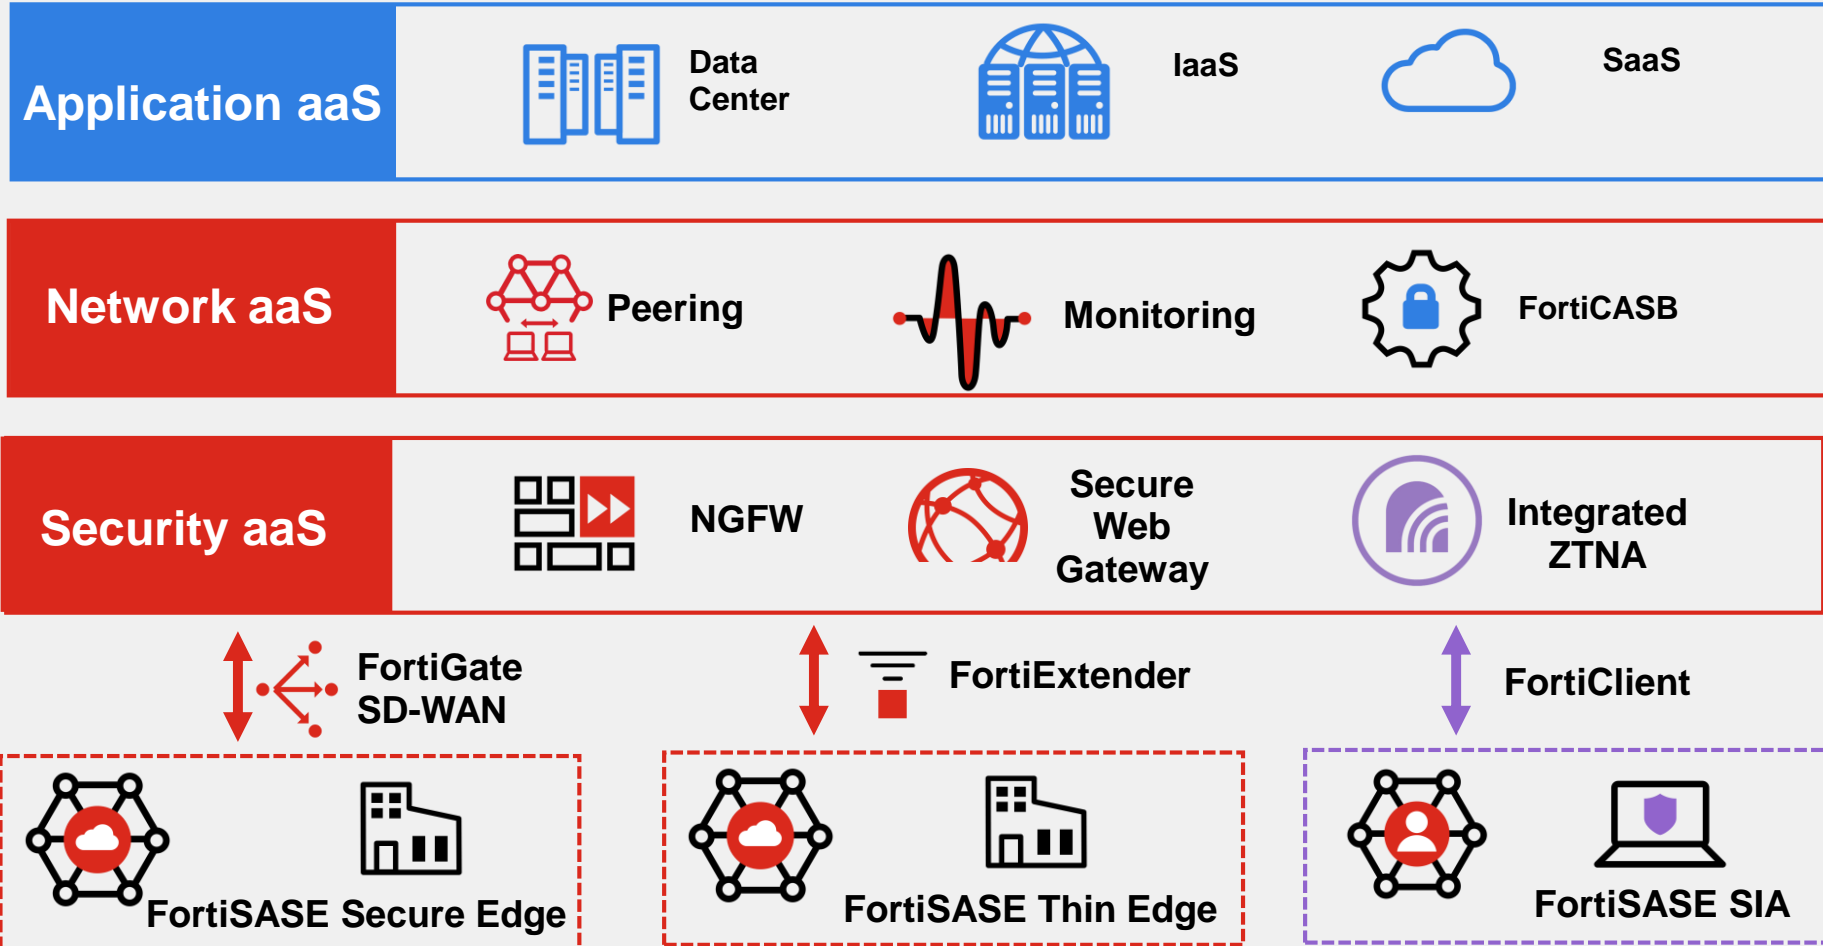 Application aaS
Data
Center
IaaS
SaaS
Network aaS
Peering
Monitoring
FortiCASB
Security aaS
NGFW
Secure
Web
Gateway
Integrated
ZTNA
FortiGate
SD-WAN
FortiExtender
FortiClient
FortiSASE Secure Edge
FortiSASE Thin Edge
FortiSASE SIA